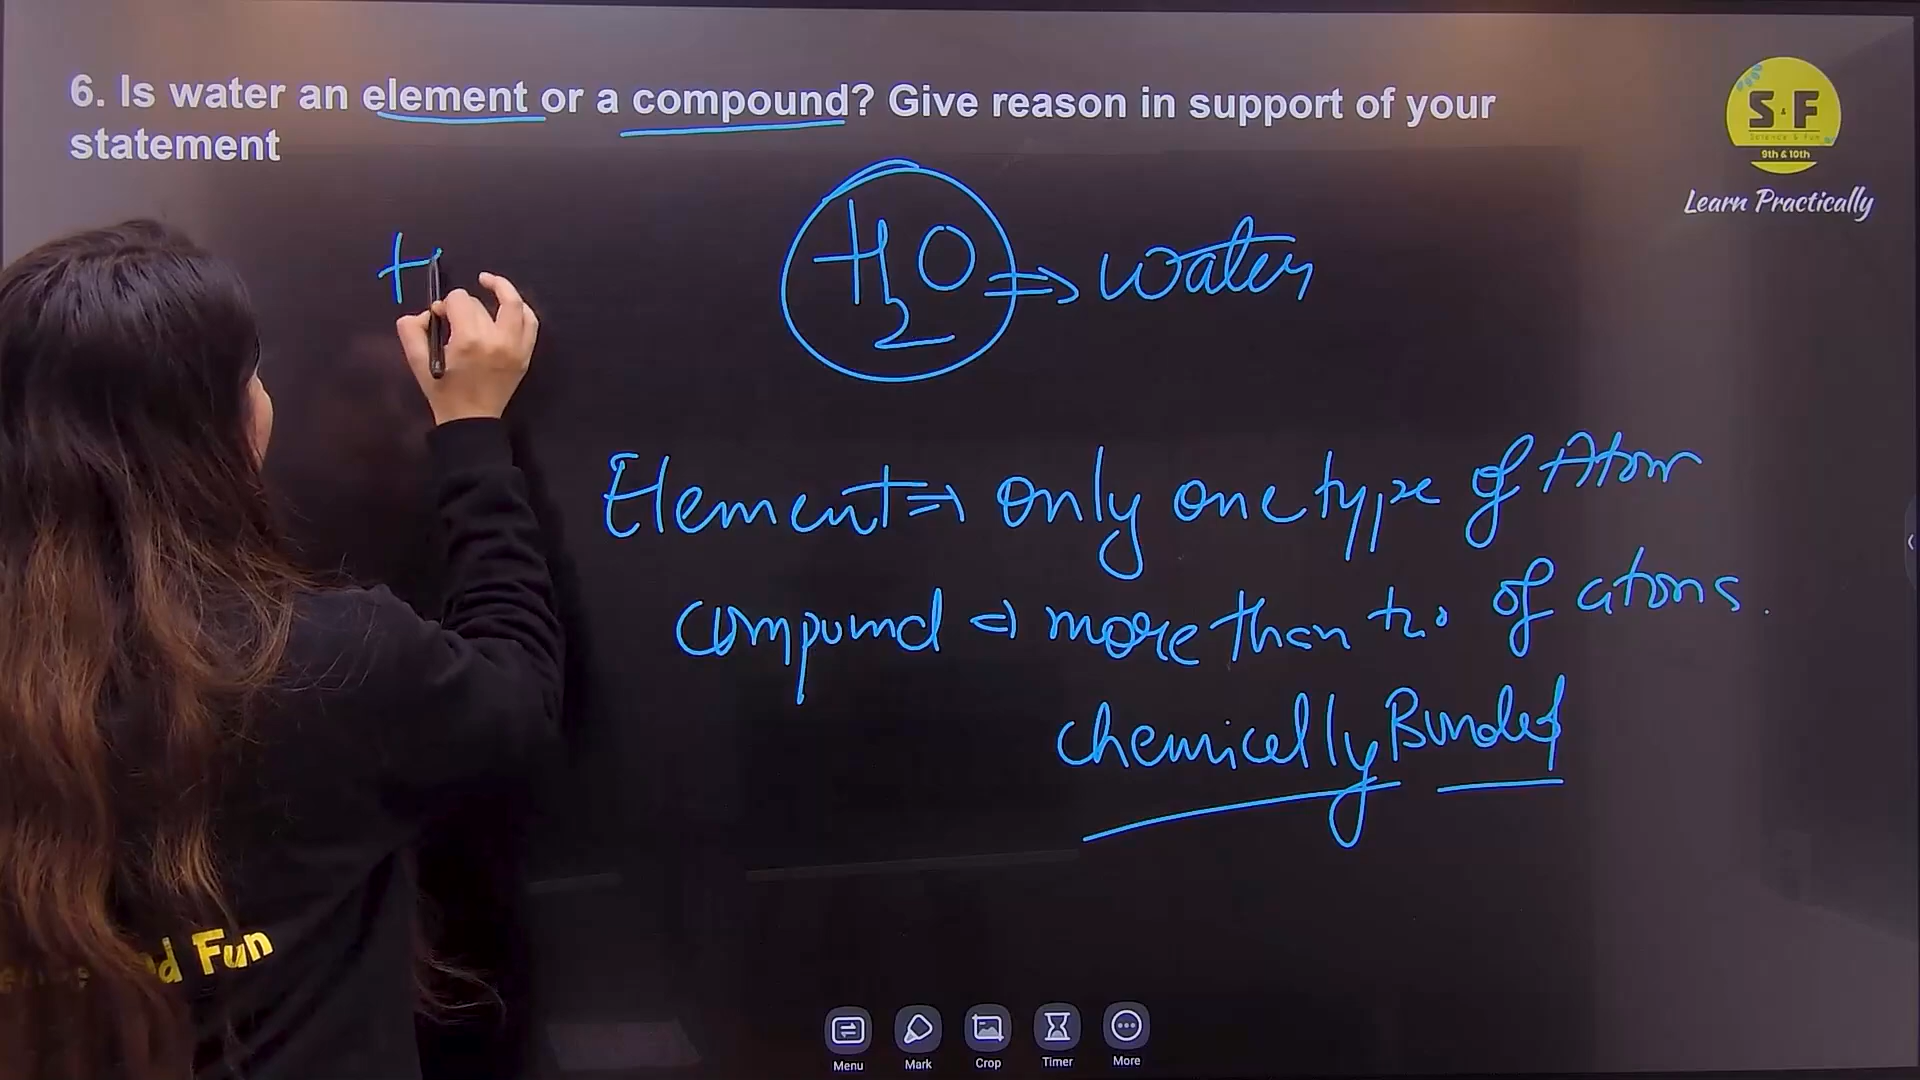 6. Is water an element or a compound? Give reason in support of your
statement
S & F
Science & Fun
9th & 10th
Learn Practically
H
H2O ⇒ water
Element ⇒ only one type of Atom
compound ⇒ more than of atoms.
chemically
d Fun
Menu Mark Crop Timer More